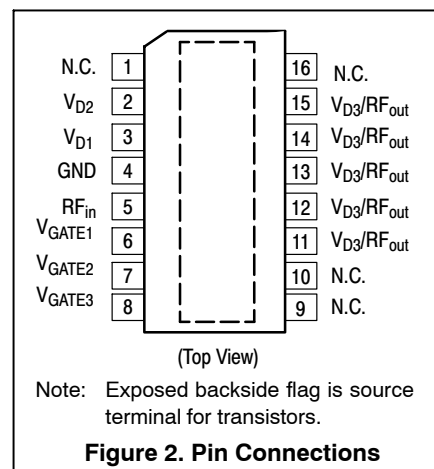 N.C. 1 16 N.C.
VD2 2 15 VD3/RFout
VD1 3 14 VD3/RFout
GND 4 13 VD3/RFout
RFin 5 12 VD3/RFout
VGATE1 6 11 VD3/RFout
VGATE2 7 10 N.C.
VGATE3 8 9 N.C.
(Top View)
Note: Exposed backside flag is source
terminal for transistors.
Figure 2. Pin Connections